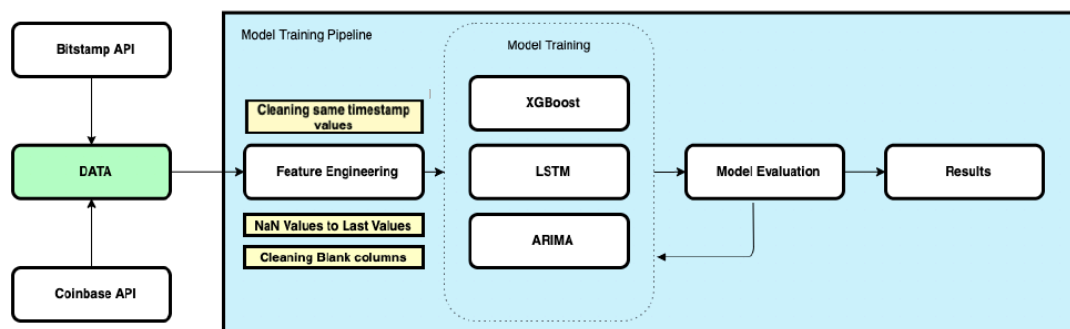 Bitstamp API
DATA
Coinbase API
Model Training Pipeline
Cleaning same timestamp
values
Feature Engineering
NaN Values to Last Values
Cleaning Blank columns
Model Training
XGBoost
LSTM
ARIMA
Model Evaluation
Results